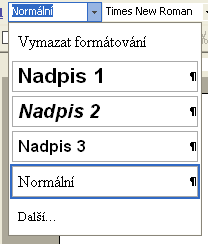 Normální Times New Roman
Vymazat formátování
Nadpis 1 ¶
Nadpis 2 ¶
Nadpis 3 ¶
Normální ¶
Další...